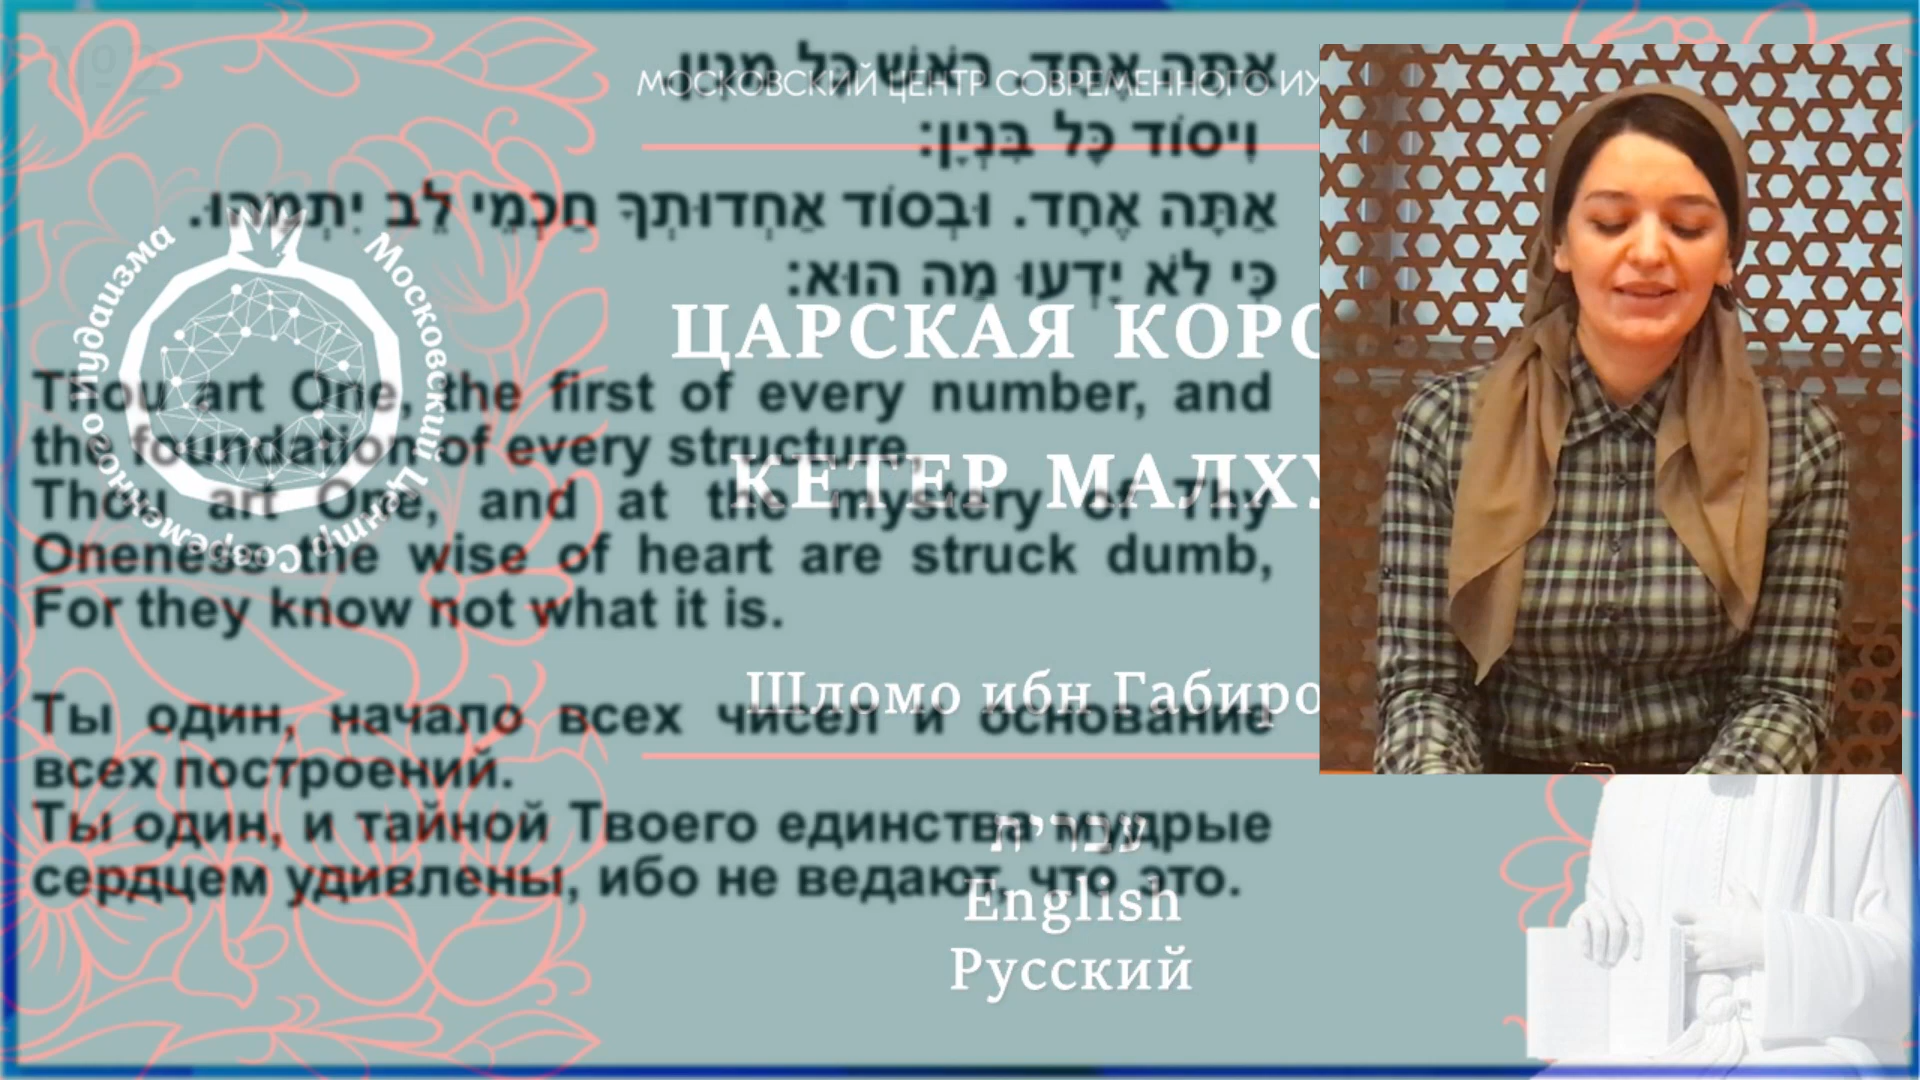 №2
МОСКОВСКИЙ ЦЕНТР СОВРЕМЕННОГО
אַתָּה אֶחָד. רֹאשׁ כָּל מִנְיָן
וִיסוֹד כָּל בִּנְיָן:
אַתָּה אֶחָד. וּבְסוֹד אַחְדוּתְךָ חַכְמֵי לֵב יִתְמְהוּ.
כִּי לֹא יָדְעוּ מַה הוּא:
Московский Центр Современного Иудаизма
ЦАРСКАЯ КОРО
КЕТЕР МАЛХУ
Thou art One, the first of every number, and
the foundation of every structure,
Thou art One, and at the mystery of Thy
Oneness the wise of heart are struck dumb,
For they know not what it is.
Шломо ибн Габиро
Ты один, начало всех чисел и основание
всех построений.
Ты один, и тайной Твоего единства мудрые
сердцем удивлены, ибо не ведают, что это.
עברית
English
Русский